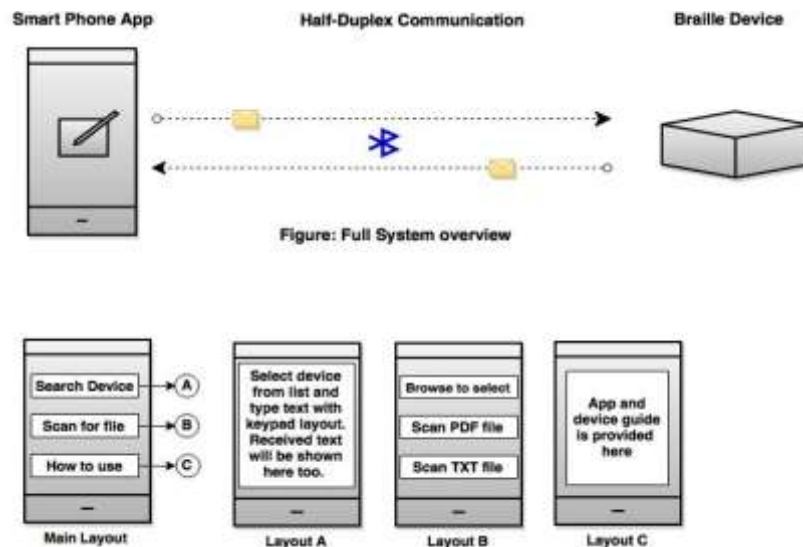 Smart Phone App
Half-Duplex Communication
Braille Device
Figure: Full System overview
Search Device
A
Scan for file
B
How to use
C
Main Layout
Select device
from list and
type text with
keypad layout.
Received text
will be shown
here too.
Layout A
Browse to select
Scan PDF file
Scan TXT file
Layout B
App and
device guide
is provided
here
Layout C